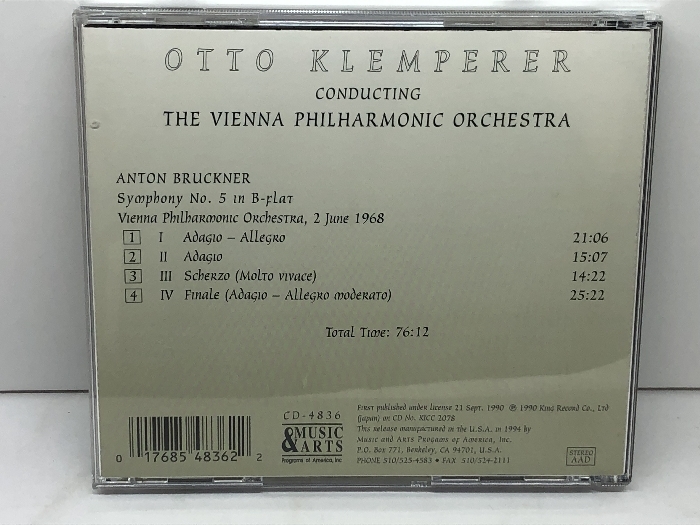 OTTO KLEMPERER
CONDUCTING
THE VIENNA PHILHARMONIC ORCHESTRA
ANTON BRUCKNER
Symphony No. 5 in B-flat
Vienna Philharmonic Orchestra, 2 June 1968
1 I Adagio – Allegro 21:06
2 II Adagio 15:07
3 III Scherzo (Molto vivace) 14:22
4 IV Finale (Adagio – Allegro moderato) 25:22
Total Time: 76:12
0 17685 48362 2
CD-4836
MUSIC
& ARTS
Programs of America, Inc
First published under license 21 Sept. 1990 ℗ 1990 King Record Co., Ltd
(Japan) on CD No. KICC 2078
This release manufactured in the U.S.A. in 1994 by
Music and Arts Programs of America, Inc.
P.O. Box 771, Berkeley, CA 94701, U.S.A.
PHONE 510/525-4583 • FAX 510/524-2111
STEREO
AAD